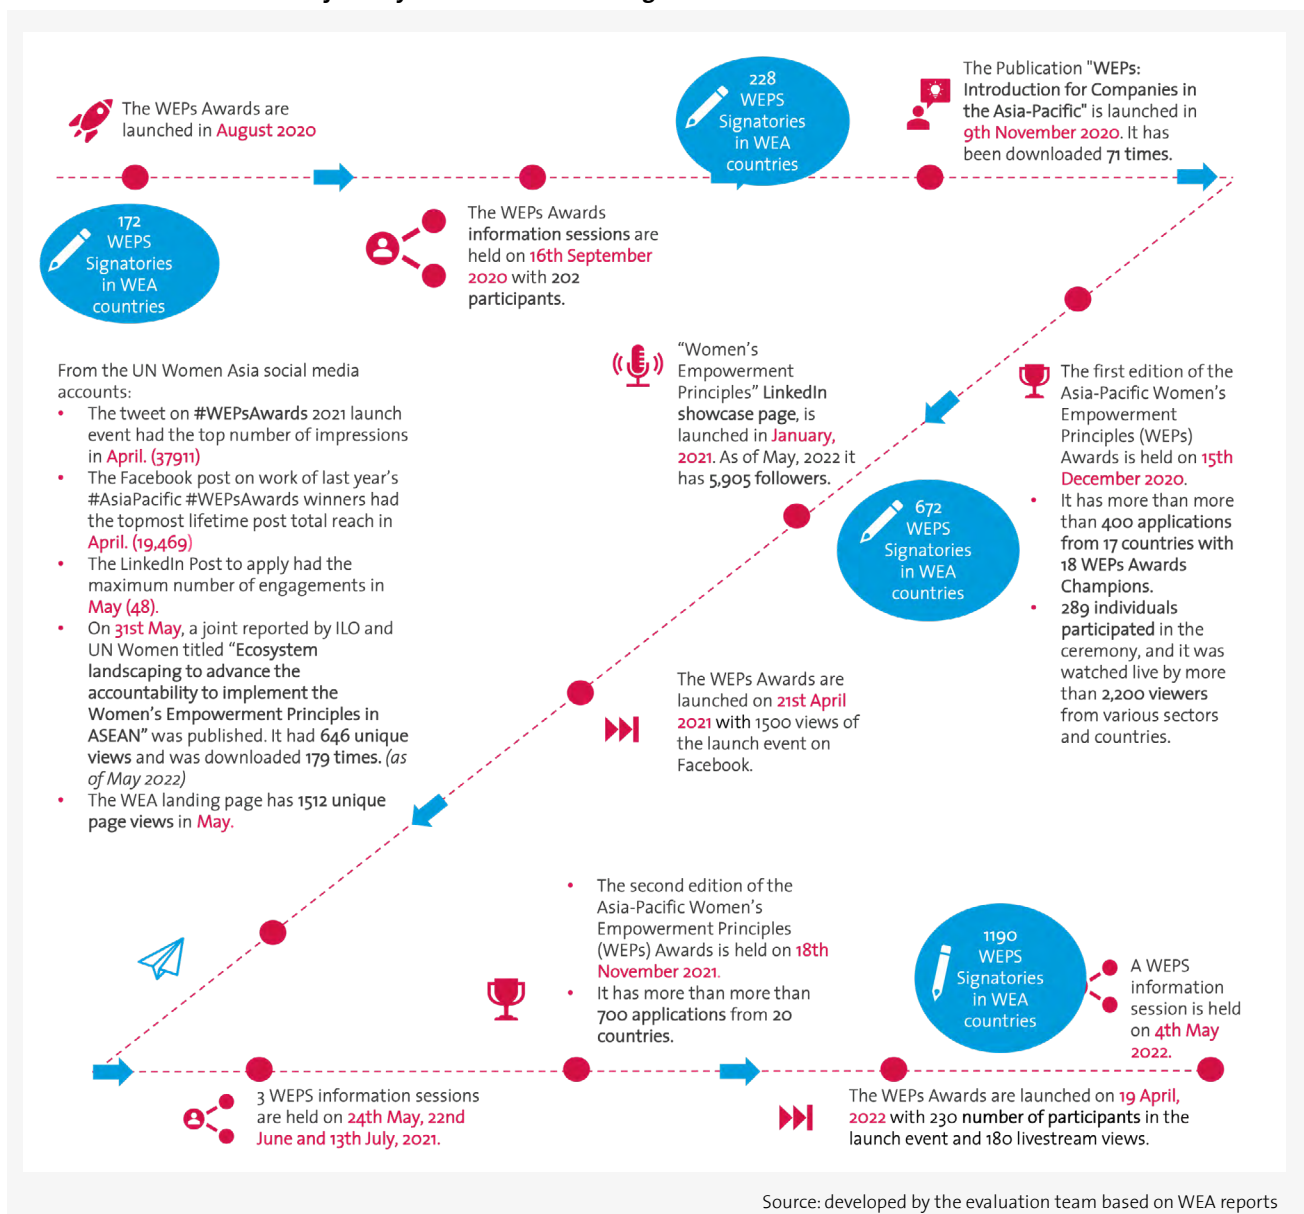 The WEPs Awards are
launched in August 2020
228
WEPS
Signatories
in WEA
countries
The Publication "WEPs:
Introduction for Companies in
the Asia-Pacific" is launched in
9th November 2020. It has
been downloaded 71 times.
172
WEPS
Signatories
in WEA
countries
The WEPs Awards
information sessions are
held on 16th September
2020 with 202
participants.
From the UN Women Asia social media
accounts:
• The tweet on #WEPsAwards 2021 launch
event had the top number of impressions
in April. (37911)
• The Facebook post on work of last year's
#AsiaPacific #WEPsAwards winners had
the topmost lifetime post total reach in
April. (19,469)
• The LinkedIn Post to apply had the
maximum number of engagements in
May (48).
• On 31st May, a joint reported by ILO and
UN Women titled “Ecosystem
landscaping to advance the
accountability to implement the
Women's Empowerment Principles in
ASEAN” was published. It had 646 unique
views and was downloaded 179 times. (as
of May 2022)
• The WEA landing page has 1512 unique
page views in May.
“Women's
Empowerment
Principles” LinkedIn
showcase page, is
launched in January,
2021. As of May, 2022 it
has 5,905 followers.
The first edition of the
Asia-Pacific Women's
Empowerment
Principles (WEPs)
Awards is held on 15th
December 2020.
• It has more than more
than 400 applications
from 17 countries with
18 WEPs Awards
Champions.
• 289 individuals
participated in the
ceremony, and it was
watched live by more
than 2,200 viewers
from various sectors
and countries.
672
WEPS
Signatories
in WEA
countries
The WEPs Awards are
launched on 21st April
2021 with 1500 views of
the launch event on
Facebook.
• The second edition of the
Asia-Pacific Women's
Empowerment Principles
(WEPs) Awards is held on 18th
November 2021.
• It has more than more than
700 applications from 20
countries.
1190
WEPS
Signatories
in WEA
countries
A WEPS
information
session is held
on 4th May
2022.
3 WEPS information sessions
are held on 24th May, 22nd
June and 13th July, 2021.
The WEPs Awards are launched on 19 April,
2022 with 230 number of participants in the
launch event and 180 livestream views.
Source: developed by the evaluation team based on WEA reports